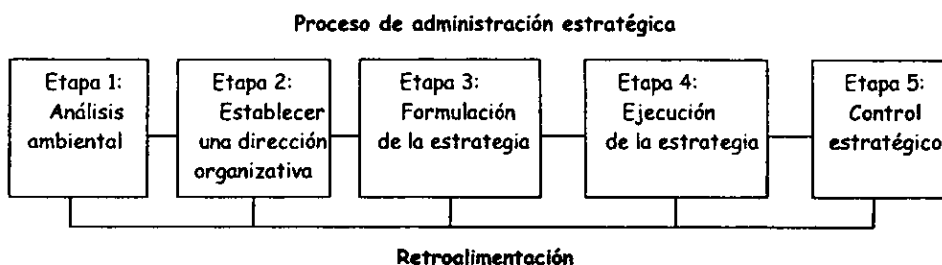 Proceso de administración estratégica
Etapa 1:
Análisis
ambiental
Etapa 2:
Establecer
una dirección
organizativa
Etapa 3:
Formulación
de la estrategia
Etapa 4:
Ejecución
de la estrategia
Etapa 5:
Control
estratégico
Retroalimentación